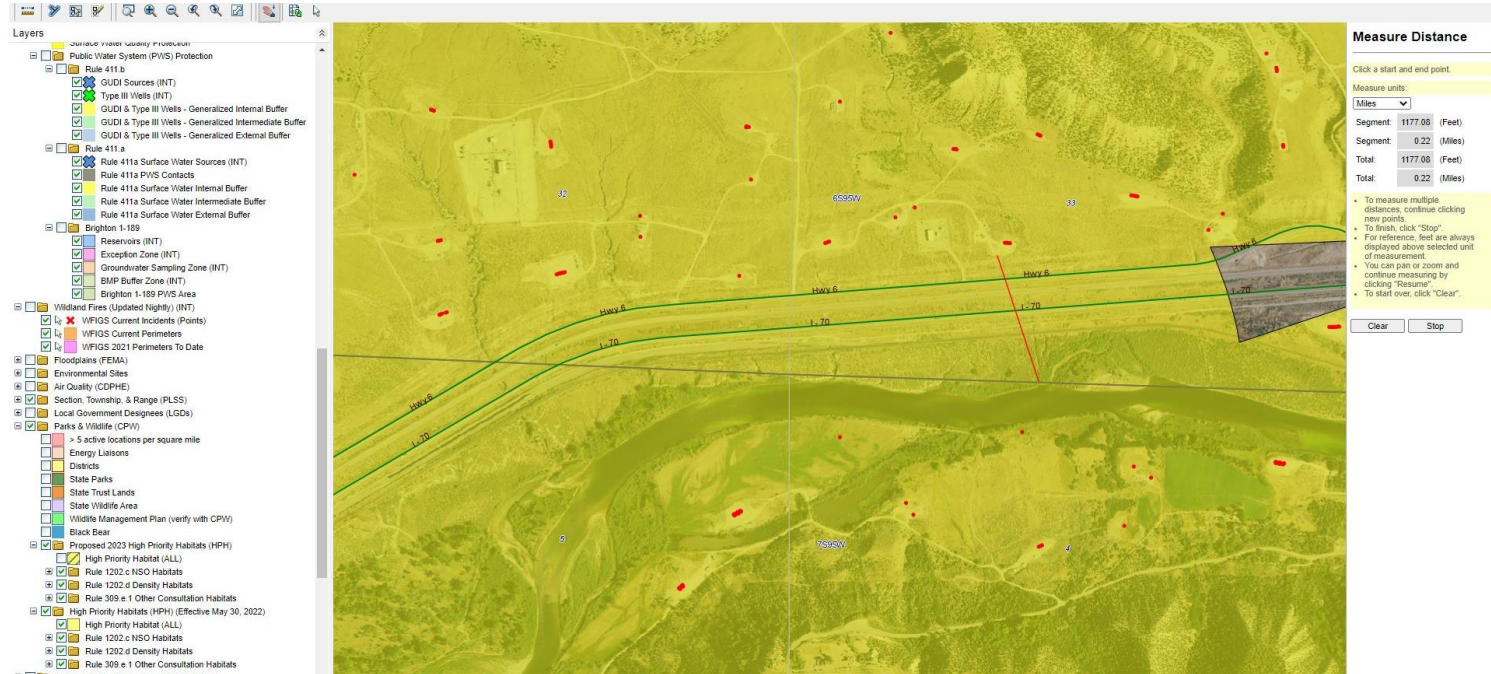 Layers
Surface Water Quality Protection
Public Water System (PWS) Protection
Rule 411.b
GUDI Sources (INT)
Type III Wells (INT)
GUDI & Type III Wells - Generalized Internal Buffer
GUDI & Type III Wells - Generalized Intermediate Buffer
GUDI & Type III Wells - Generalized External Buffer
Rule 411.a
Rule 411a Surface Water Sources (INT)
Rule 411a PWS Contacts
Rule 411a Surface Water Internal Buffer
Rule 411a Surface Water Intermediate Buffer
Rule 411a Surface Water External Buffer
Brighton 1-189
Reservoirs (INT)
Exception Zone (INT)
Groundwater Sampling Zone (INT)
BMP Buffer Zone (INT)
Brighton 1-189 PWS Area
Wildland Fires (Updated Nightly) (INT)
WFIGS Current Incidents (Points)
WFIGS Current Perimeters
WFIGS 2021 Perimeters To Date
Floodplains (FEMA)
Environmental Sites
Air Quality (CDPHE)
Section, Township, & Range (PLSS)
Local Government Designees (LGDs)
Parks & Wildlife (CPW)
> 5 active locations per square mile
Energy Liaisons
Districts
State Parks
State Trust Lands
State Wildlife Area
Wildlife Management Plan (verify with CPW)
Black Bear
Proposed 2023 High Priority Habitats (HPH)
High Priority Habitat (ALL)
Rule 1202.c NSO Habitats
Rule 1202.d Density Habitats
Rule 309.e.1 Other Consultation Habitats
High Priority Habitats (HPH) (Effective May 30, 2022)
High Priority Habitat (ALL)
Rule 1202.c NSO Habitats
Rule 1202.d Density Habitats
Rule 309.e.1 Other Consultation Habitats
32
6S95W
33
Hwy 6
Hwy 6
Hwy 6
Hwy 6
Hwy 6
I - 70
I - 70
I - 70
I - 70
I - 70
5
7S95W
4
Measure Distance
Click a start and end point.
Measure units:
Miles
Segment: 1177.08 (Feet)
Segment: 0.22 (Miles)
Total: 1177.08 (Feet)
Total: 0.22 (Miles)
• To measure multiple
distances, continue clicking
new points.
• To finish, click "Stop".
• For reference, feet are always
displayed above selected unit
of measurement.
• You can pan or zoom and
continue measuring by
clicking "Resume".
• To start over, click "Clear".
Clear
Stop